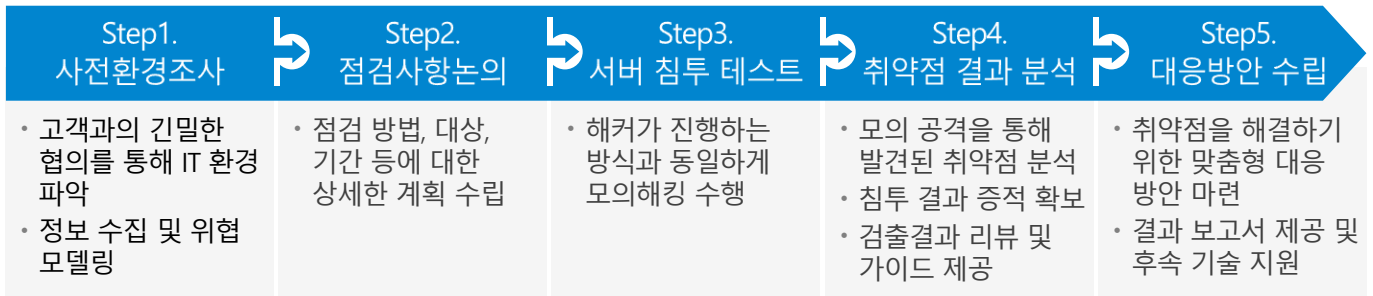 Step1.
사전환경조사
Step2.
점검사항논의
Step3.
서버 침투 테스트
Step4.
취약점 결과 분석
Step5.
대응방안 수립
• 고객과의 긴밀한
협의를 통해 IT 환경
파악
• 정보 수집 및 위협
모델링
• 점검 방법, 대상,
기간 등에 대한
상세한 계획 수립
• 해커가 진행하는
방식과 동일하게
모의해킹 수행
• 모의 공격을 통해
발견된 취약점 분석
• 침투 결과 증적 확보
• 검출결과 리뷰 및
가이드 제공
• 취약점을 해결하기
위한 맞춤형 대응
방안 마련
• 결과 보고서 제공 및
후속 기술 지원